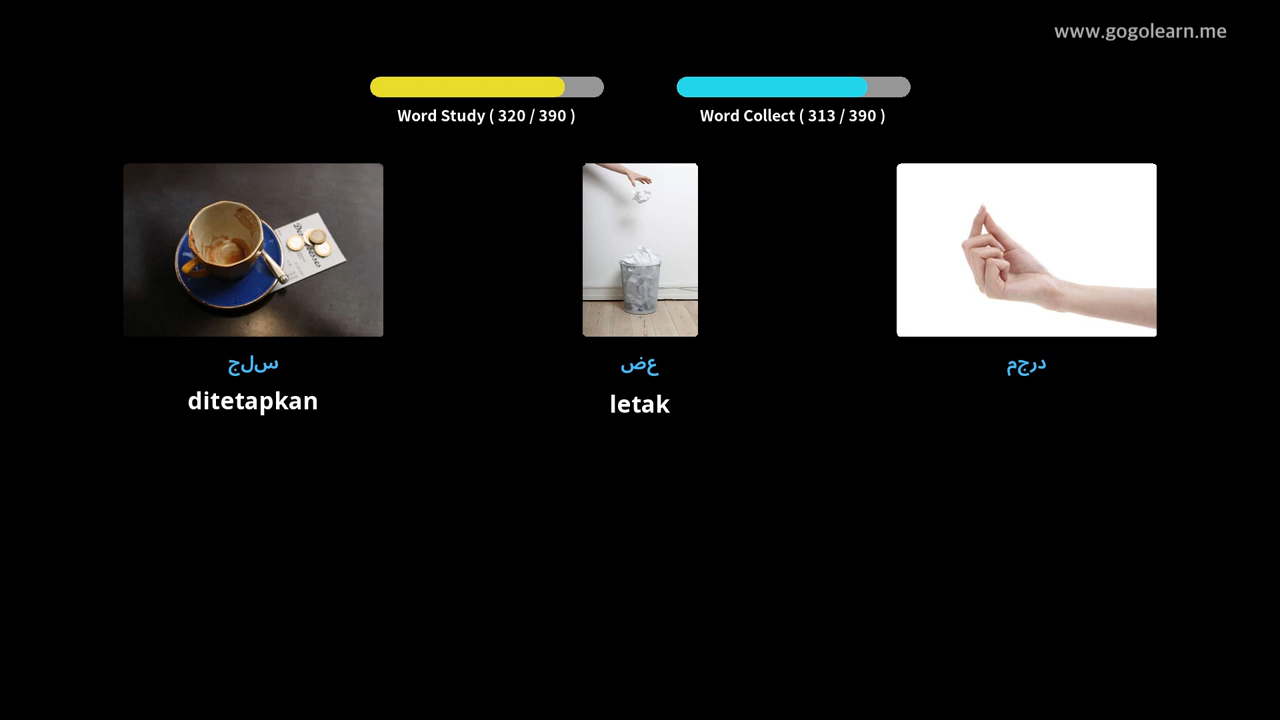 www.gogolearn.me
Word Study ( 320 / 390 )
Word Collect ( 313 / 390 )
سلج
عض
درجم
ditetapkan
letak